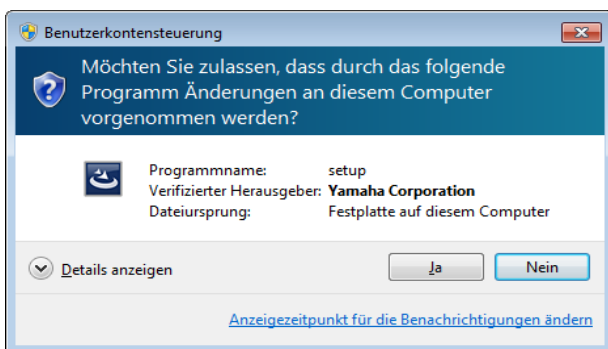 Benutzerkontensteuerung
Möchten Sie zulassen, dass durch das folgende
Programm Änderungen an diesem Computer
vorgenommen werden?
Programmname: setup
Verifizierter Herausgeber: Yamaha Corporation
Dateiursprung: Festplatte auf diesem Computer
Details anzeigen
Ja
Nein
Anzeigezeitpunkt für die Benachrichtigungen ändern